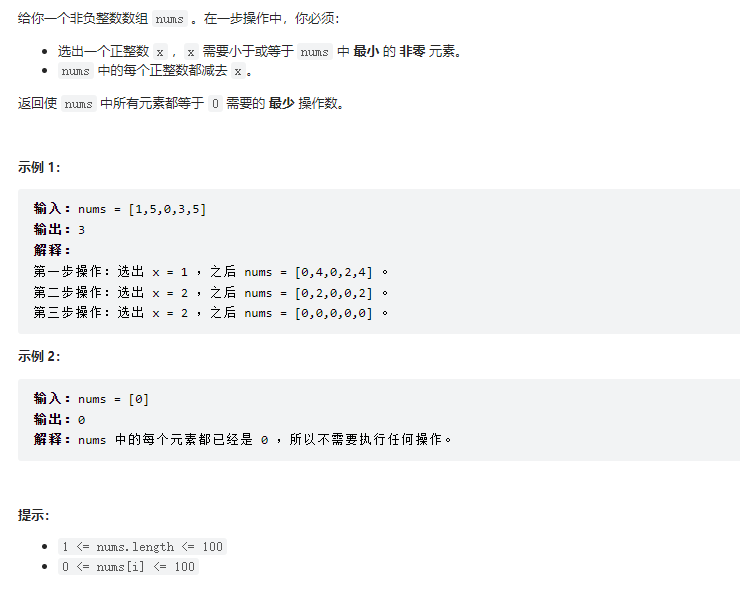 给你一个非负整数数组 nums 。在一步操作中，你必须：
• 选出一个正整数 x ，x 需要小于或等于 nums 中 最小 的 非零 元素。
• nums 中的每个正整数都减去 x。
返回使 nums 中所有元素都等于 0 需要的 最少 操作数。
示例 1：
输入：nums = [1,5,0,3,5]
输出：3
解释：
第一步操作：选出 x = 1 ，之后 nums = [0,4,0,2,4] 。
第二步操作：选出 x = 2 ，之后 nums = [0,2,0,0,2] 。
第三步操作：选出 x = 2 ，之后 nums = [0,0,0,0,0] 。
示例 2：
输入：nums = [0]
输出：0
解释：nums 中的每个元素都已经是 0 ，所以不需要执行任何操作。
提示：
• 1 <= nums.length <= 100
• 0 <= nums[i] <= 100